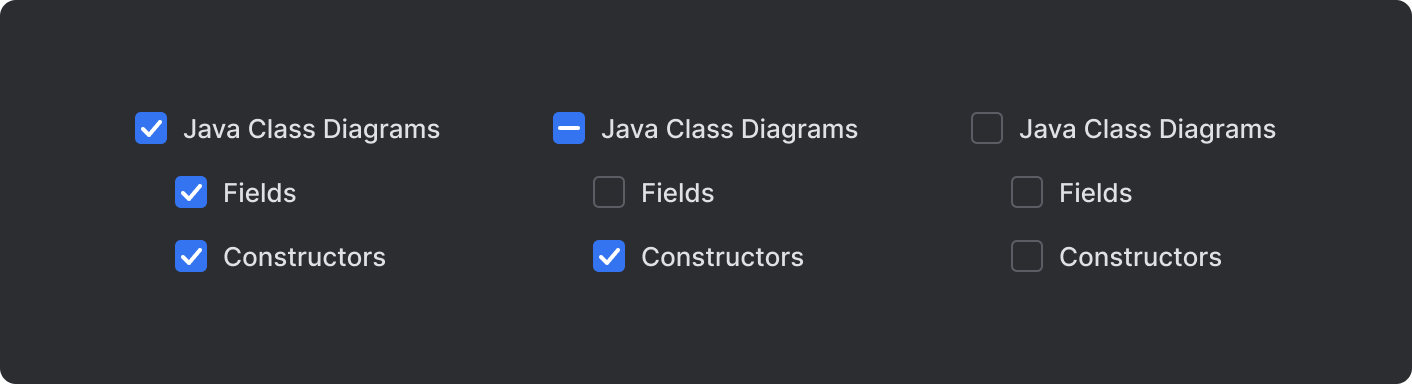 Java Class Diagrams
Fields
Constructors
Java Class Diagrams
Fields
Constructors
Java Class Diagrams
Fields
Constructors